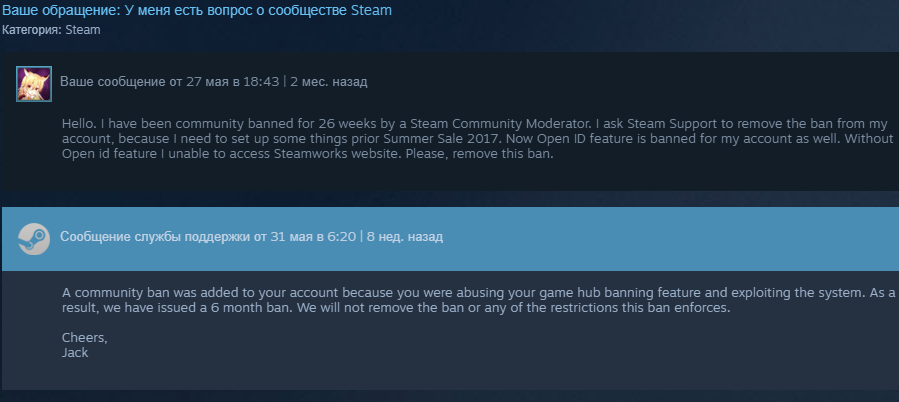 Ваше обращение: У меня есть вопрос о сообществе Steam
Категория: Steam
Ваше сообщение от 27 мая в 18:43 | 2 мес. назад
Hello. I have been community banned for 26 weeks by a Steam Community Moderator. I ask Steam Support to remove the ban from my
account, because I need to set up some things prior Summer Sale 2017. Now Open ID feature is banned for my account as well. Without
Open id feature I unable to access Steamworks website. Please, remove this ban.
Сообщение службы поддержки от 31 мая в 6:20 | 8 нед. назад
A community ban was added to your account because you were abusing your game hub banning feature and exploiting the system. As a
result, we have issued a 6 month ban. We will not remove the ban or any of the restrictions this ban enforces.
Cheers,
Jack